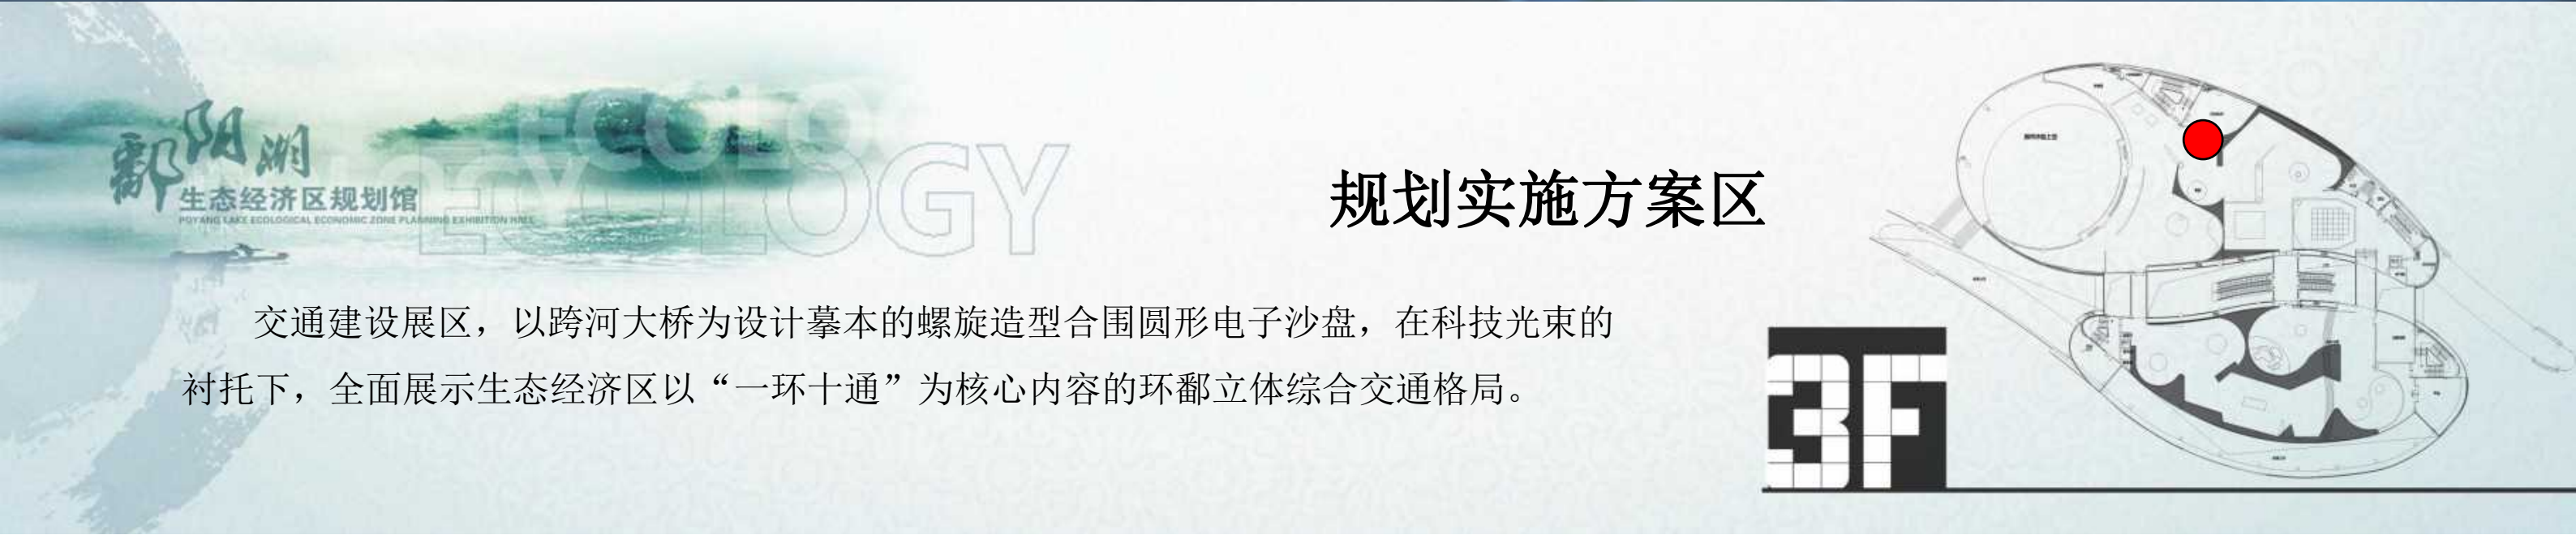 鄱阳湖
生态经济区规划馆
POYANG LAKE ECOLOGICAL ECONOMIC ZONE PLANNING EXHIBITION HALL
ECOLOGY
ECOLOGY
规划实施方案区
交通建设展区，以跨河大桥为设计摹本的螺旋造型合围圆形电子沙盘，在科技光束的
衬托下，全面展示生态经济区以“一环十通”为核心内容的环鄱立体综合交通格局。
3F